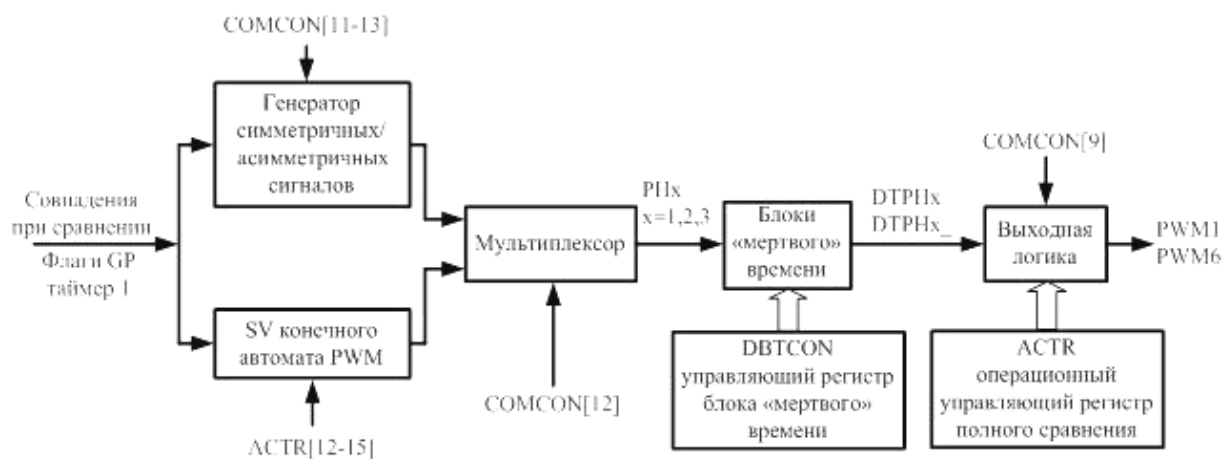 COMCON[11-13]
Генератор
симметричных/
асимметричных
сигналов
Совпадения
при сравнении
Флаги GP
таймер 1
SV конечного
автомата PWM
ACTR[12-15]
Мультиплексор
COMCON[12]
PHx
x=1,2,3
Блоки
«мертвого»
времени
DBTCON
управляющий регистр
блока «мертвого»
времени
DTPHx
DTPHx_
COMCON[9]
Выходная
логика
ACTR
операционный
управляющий регистр
полного сравнения
PWM1
PWM6